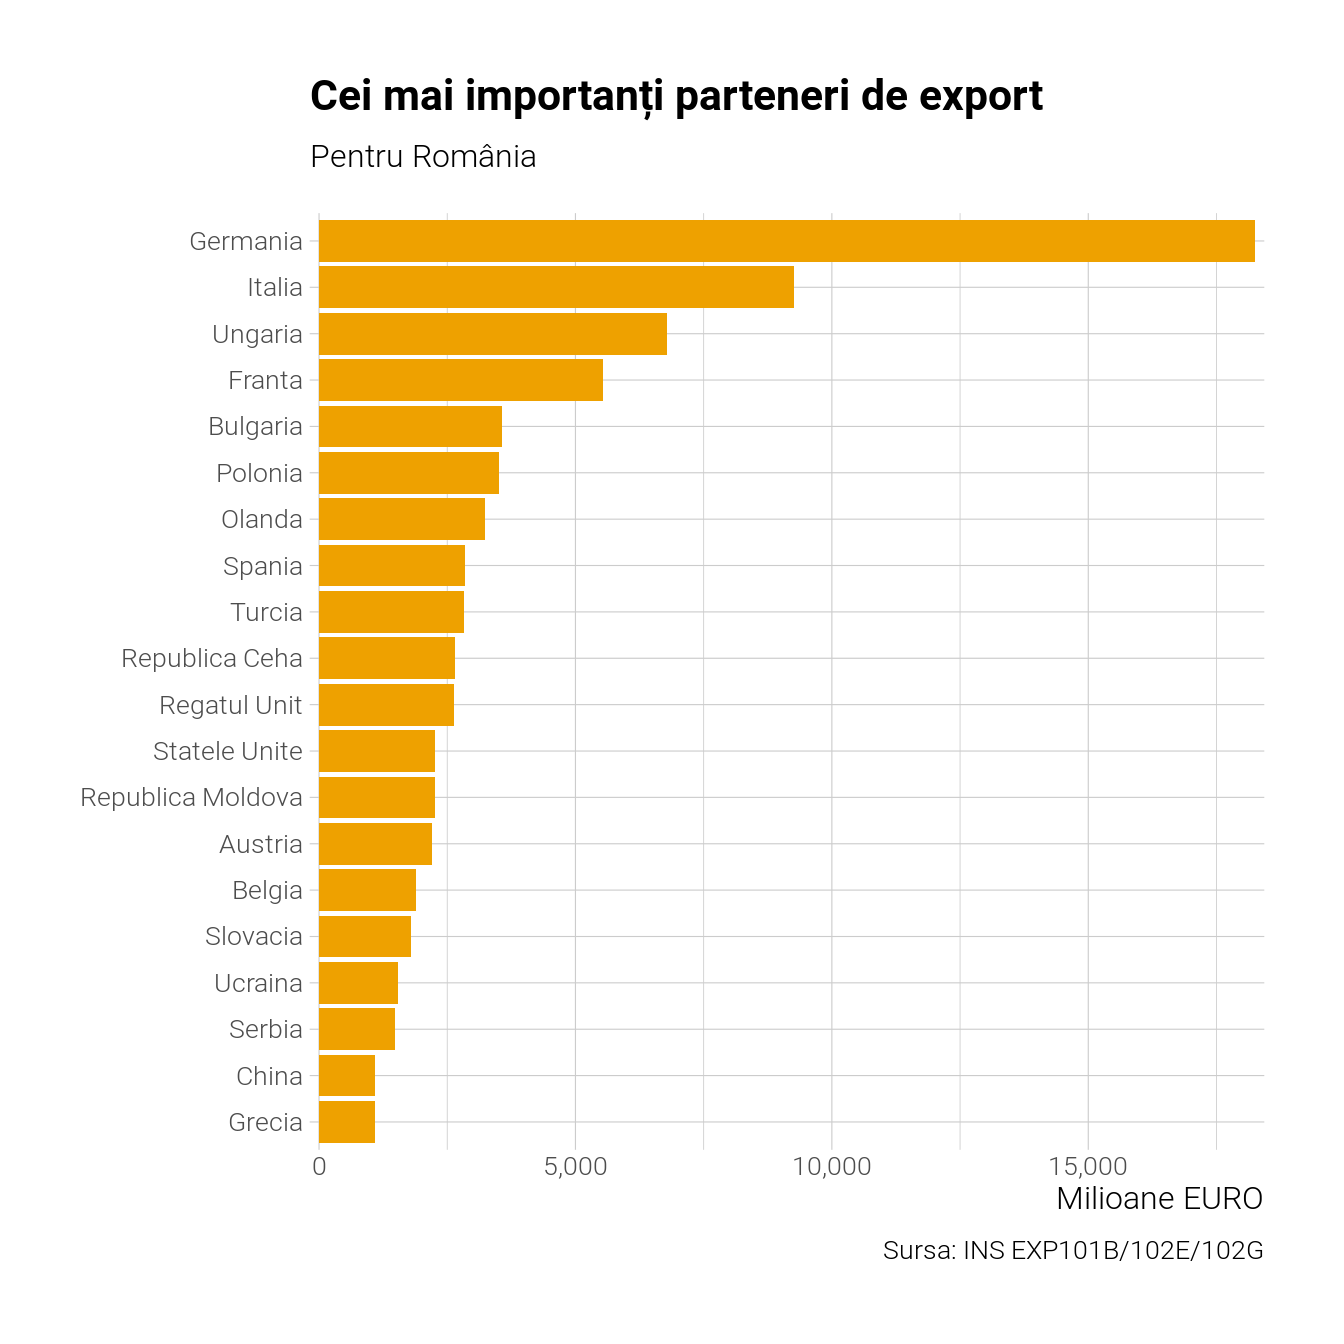 Cei mai importanți parteneri de export
Pentru România
Germania
Italia
Ungaria
Franta
Bulgaria
Polonia
Olanda
Spania
Turcia
Republica Ceha
Regatul Unit
Statele Unite
Republica Moldova
Austria
Belgia
Slovacia
Ucraina
Serbia
China
Grecia
0 5,000 10,000 15,000
Milioane EURO
Sursa: INS EXP101B/102E/102G